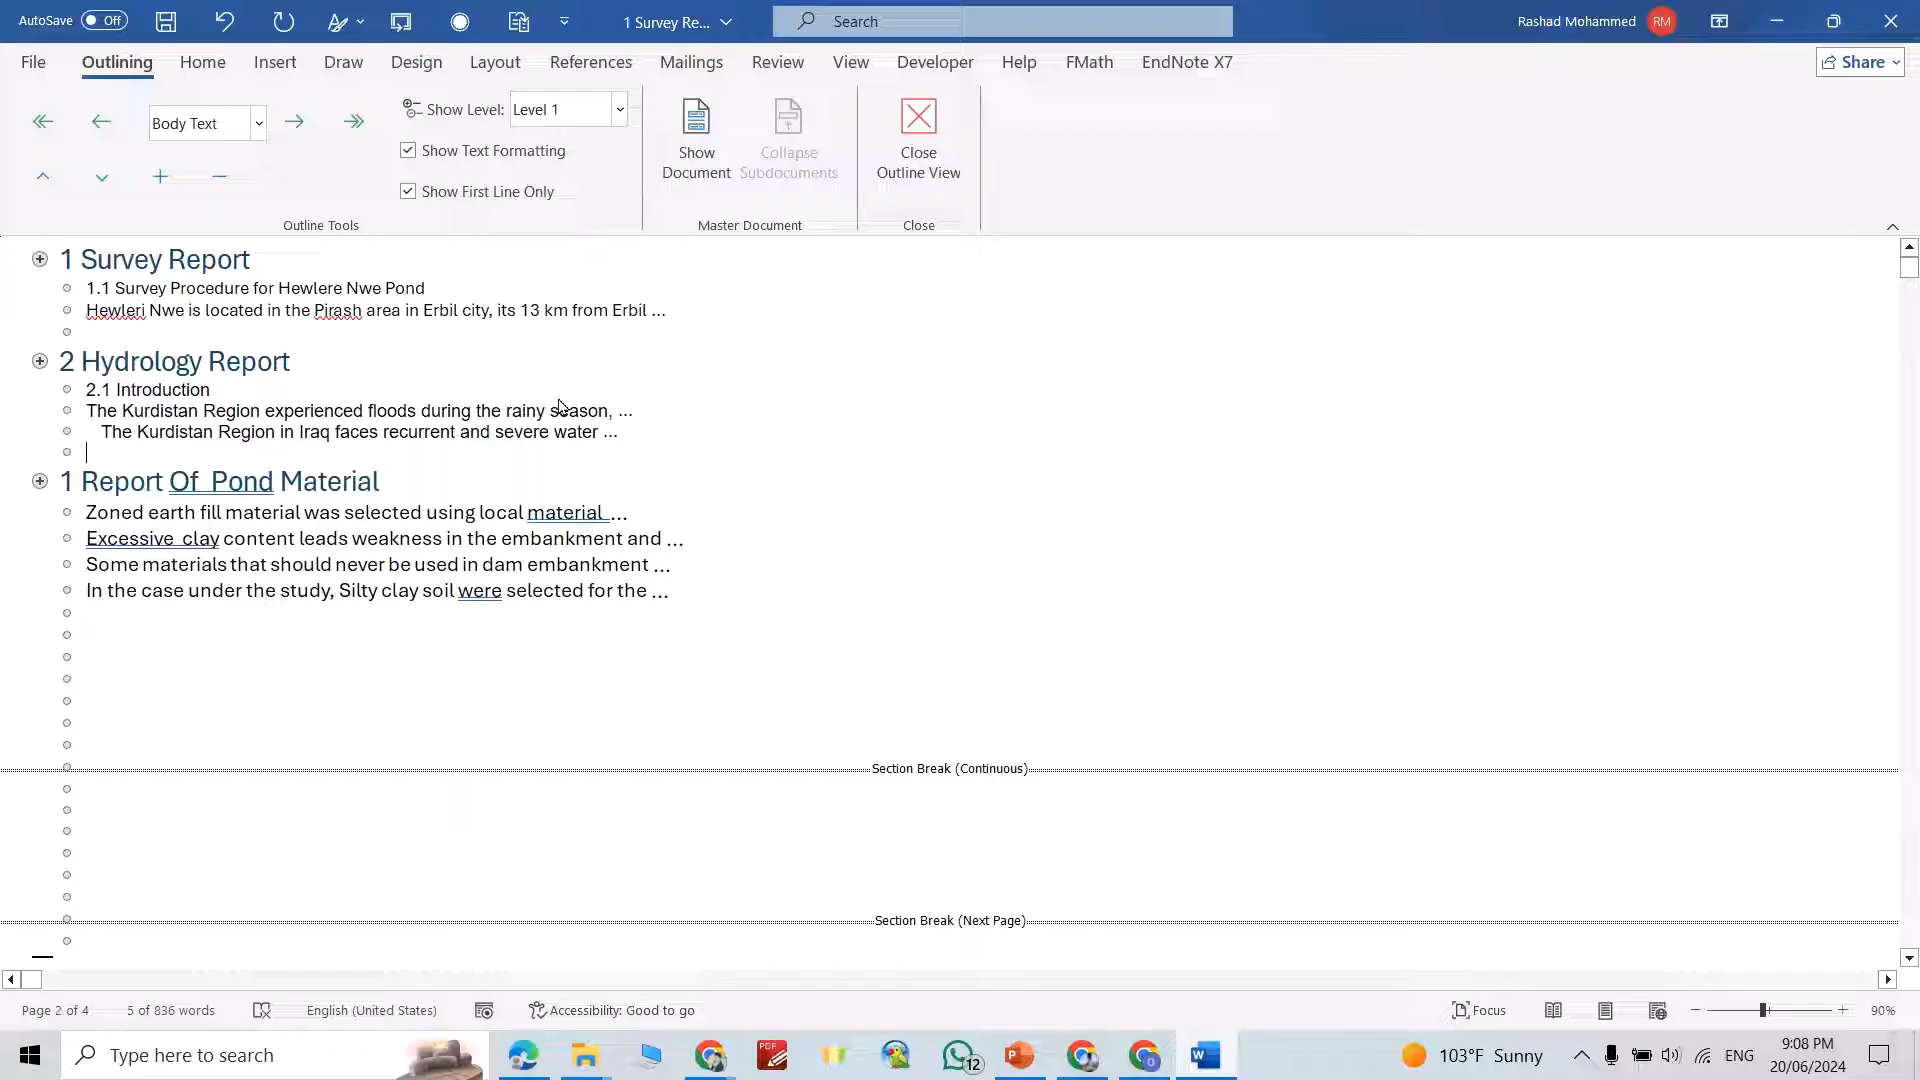 AutoSave Off 1 Survey Re... Search Rashad Mohammed RM
File Outlining Home Insert Draw Design Layout References Mailings Review View Developer Help FMath EndNote X7 Share
Body Text Show Level: Level 1
Show Text Formatting
Show First Line Only
Show Document
Collapse Subdocuments
Close Outline View
Outline Tools Master Document Close
1 Survey Report
1.1 Survey Procedure for Hewlere Nwe Pond
Hewleri Nwe is located in the Pirash area in Erbil city, its 13 km from Erbil ...
2 Hydrology Report
2.1 Introduction
The Kurdistan Region experienced floods during the rainy season, ...
The Kurdistan Region in Iraq faces recurrent and severe water ...
1 Report Of  Pond Material
Zoned earth fill material was selected using local material ...
Excessive  clay content leads weakness in the embankment and ...
Some materials that should never be used in dam embankment ...
In the case under the study, Silty clay soil were selected for the ...
Section Break (Continuous)
Section Break (Next Page)
Page 2 of 4 5 of 836 words English (United States) Accessibility: Good to go Focus 90%
Type here to search PDF 12 103°F Sunny ENG 9:08 PM
20/06/2024